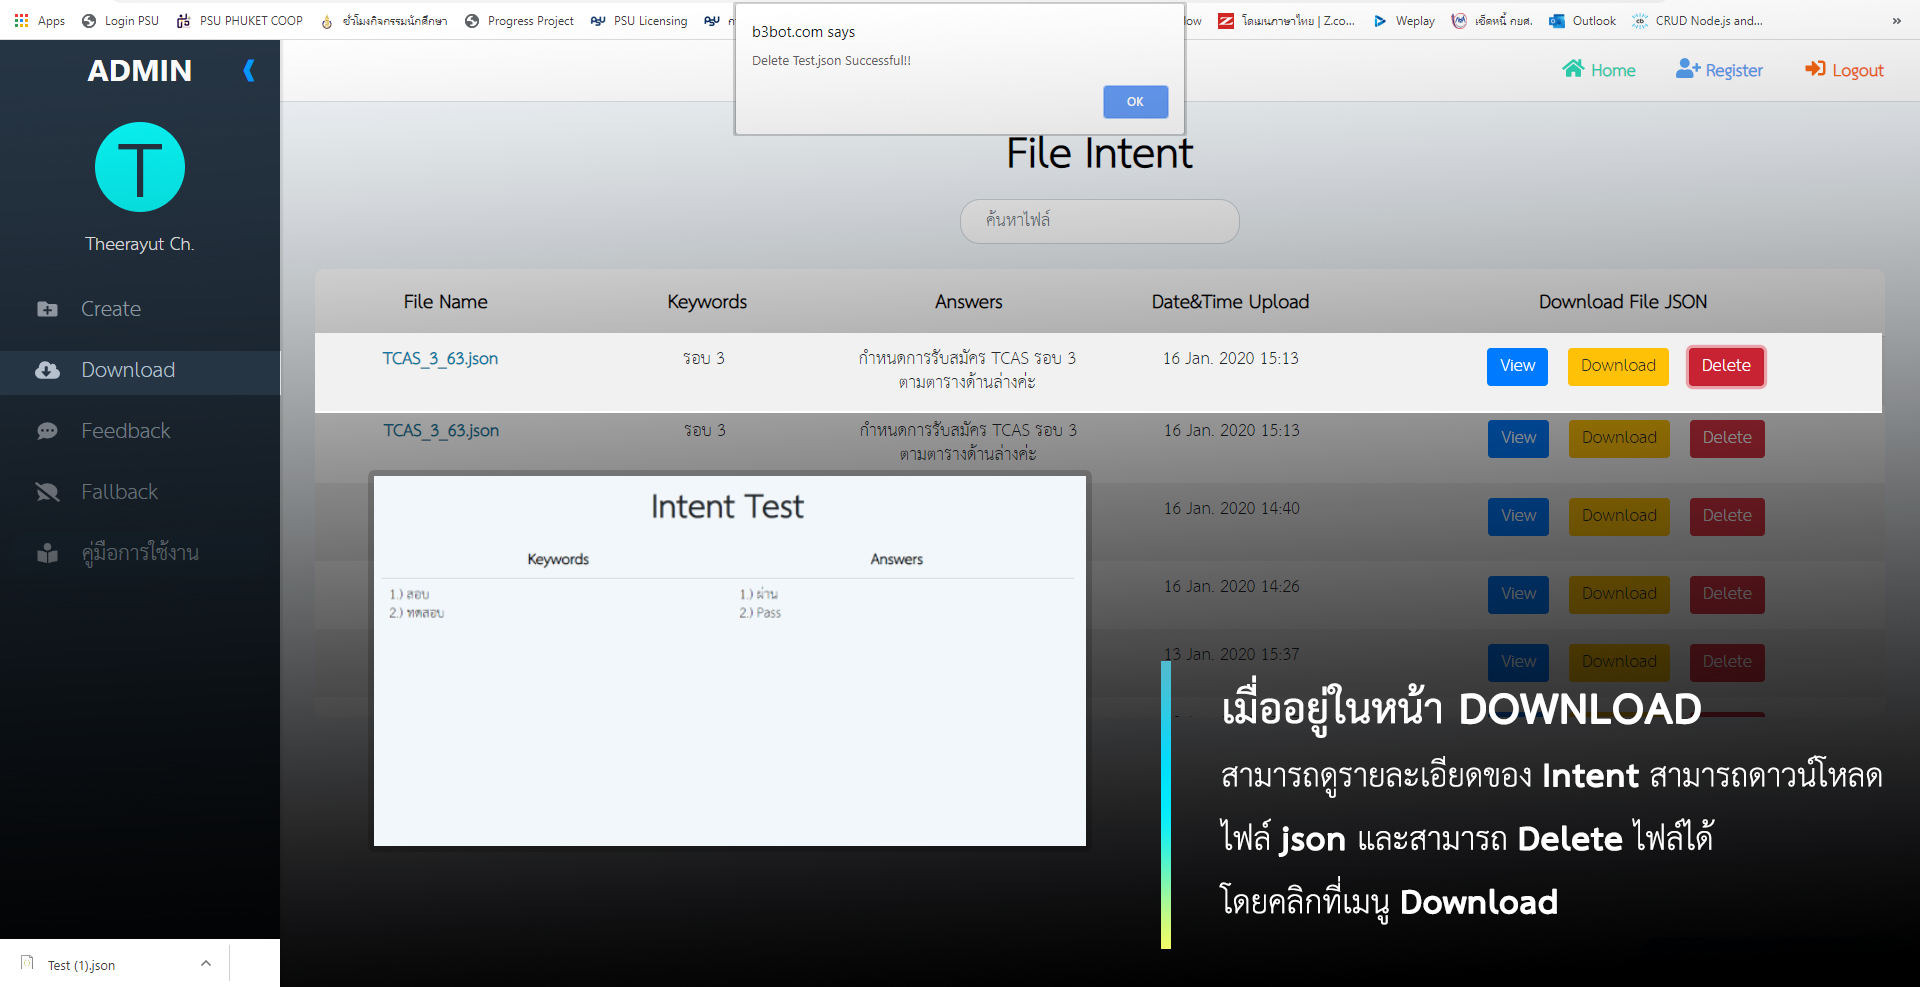 Apps
Login PSU
PSU PHUKET COOP
ชั่วโมงกิจกรรมนักศึกษา
Progress Project
PSU Licensing
โดเมนภาษาไทย | Z.co...
Weplay
เช็คหนี้ กยศ.
Outlook
CRUD Node.js and...
»
b3bot.com says
Delete Test.json Successful!!
OK
ADMIN
T
Theerayut Ch.
Create
Download
Feedback
Fallback
คู่มือการใช้งาน
Home
Register
Logout
File Intent
ค้นหาไฟล์
File Name Keywords Answers Date&Time Upload Download File JSON
TCAS_3_63.json รอบ 3 กำหนดการรับสมัคร TCAS รอบ 3 16 Jan. 2020 15:13 View Download Delete
ตามตารางด้านล่างค่ะ
TCAS_3_63.json รอบ 3 กำหนดการรับสมัคร TCAS รอบ 3 16 Jan. 2020 15:13 View Download Delete
ตามตารางด้านล่างค่ะ
16 Jan. 2020 14:40 View Download Delete
16 Jan. 2020 14:26 View Download Delete
13 Jan. 2020 15:37 View Download Delete
Intent Test
Keywords Answers
1.) สอบ 1.) ผ่าน
2.) ทดสอบ 2.) Pass
เมื่ออยู่ในหน้า DOWNLOAD
สามารถดูรายละเอียดของ Intent สามารถดาวน์โหลด
ไฟล์ json และสามารถ Delete ไฟล์ได้
โดยคลิกที่เมนู Download
Test (1).json